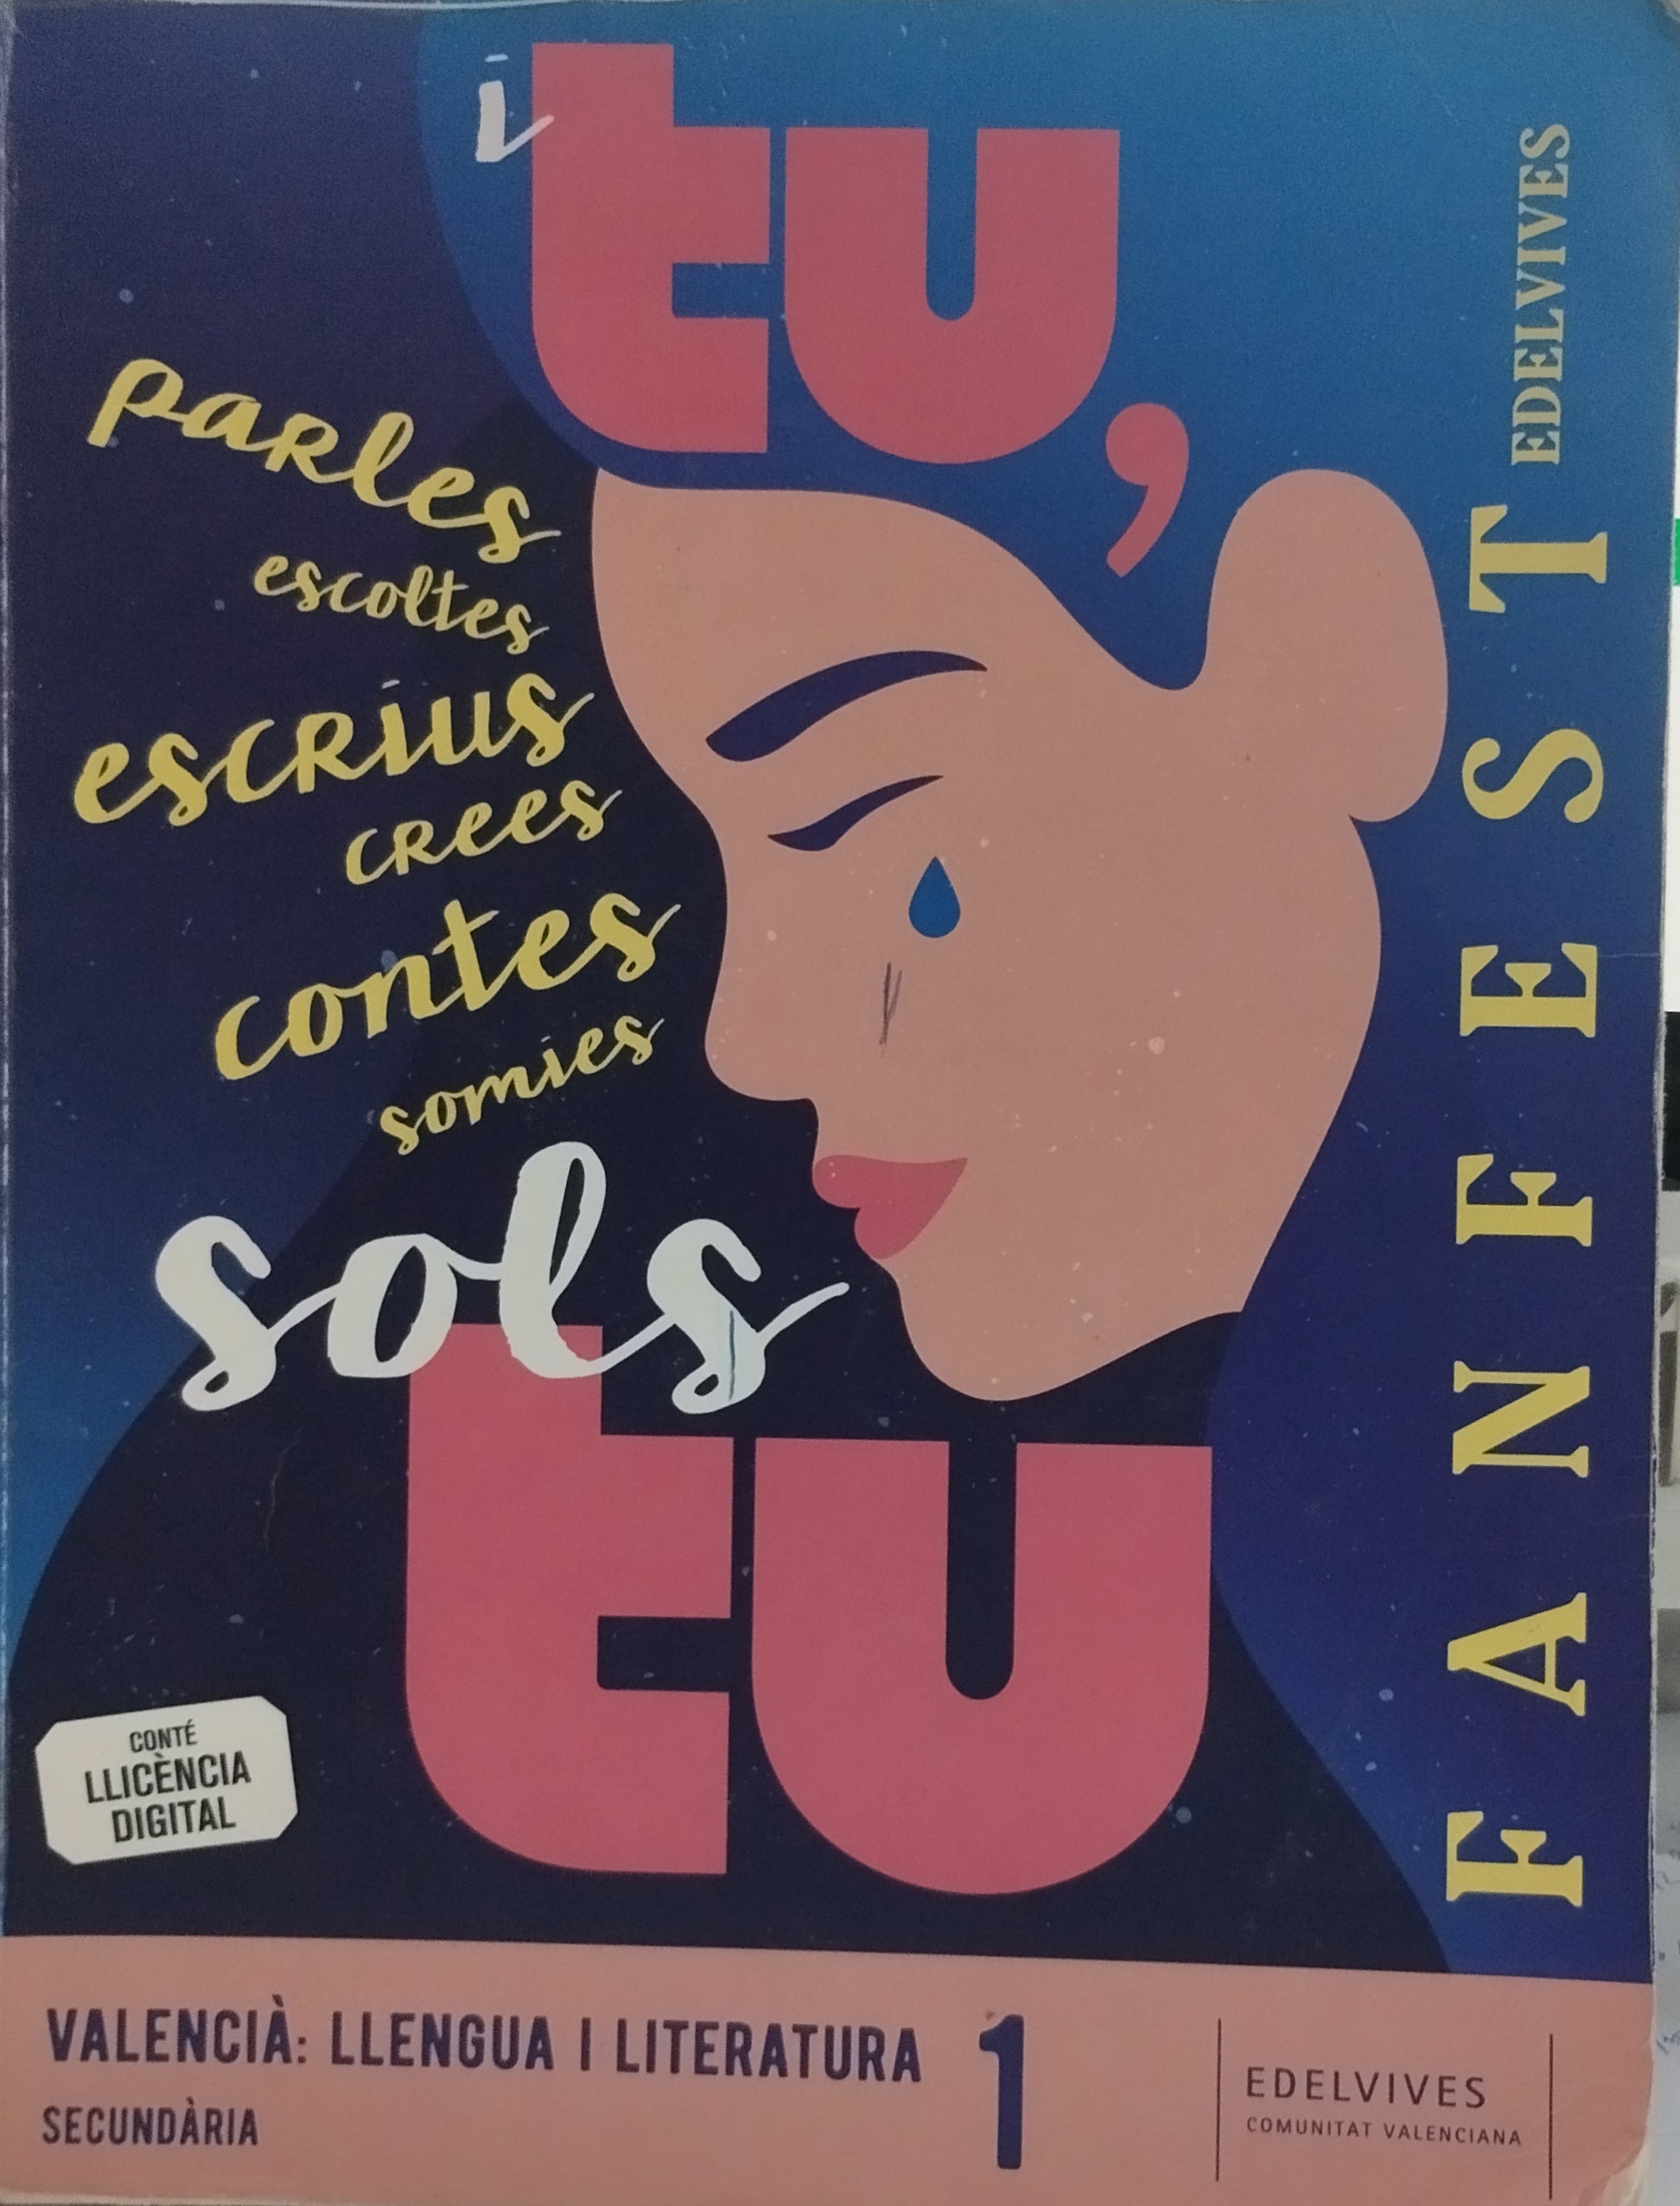 i tu,
parles
escoltes
escrius
crees
contes
somies
sols
tu
FANFEST EDELVIVES
CONTÉ
LLICÈNCIA
DIGITAL
VALENCIÀ: LLENGUA I LITERATURA 1
SECUNDÀRIA
EDELVIVES
COMUNITAT VALENCIANA